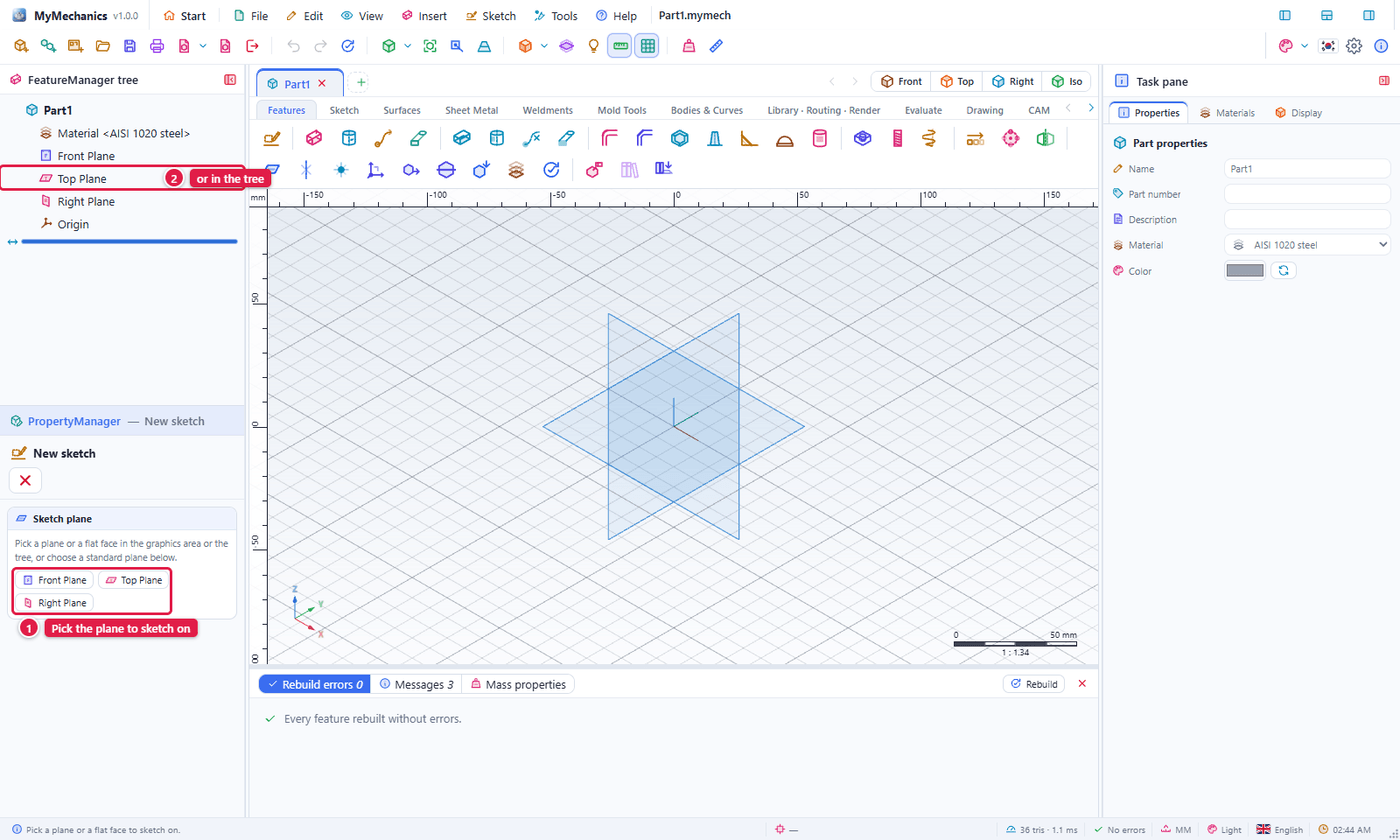 MyMechanics v1.0.0
Start File Edit View Insert Sketch Tools Help Part1.mymech
FeatureManager tree
Part1
Material <AISI 1020 steel>
Front Plane
Top Plane 2 or in the tree
Right Plane
Origin
PropertyManager — New sketch
New sketch
Sketch plane
Pick a plane or a flat face in the graphics area or the
tree, or choose a standard plane below.
Front Plane Top Plane
Right Plane
1 Pick the plane to sketch on
Part1
Front Top Right Iso
Features Sketch Surfaces Sheet Metal Weldments Mold Tools Bodies & Curves Library · Routing · Render Evaluate Drawing CAM
mm -150 -100 -50 0 50 100 150
50
0
-50
Z
Y
X
0 50 mm
1 : 1.34
Rebuild errors 0 Messages 3 Mass properties Rebuild
Every feature rebuilt without errors.
Task pane
Properties Materials Display
Part properties
Name Part1
Part number
Description
Material AISI 1020 steel
Color
Pick a plane or a flat face to sketch on. — 36 tris · 1.1 ms No errors MM Light English 02:44 AM